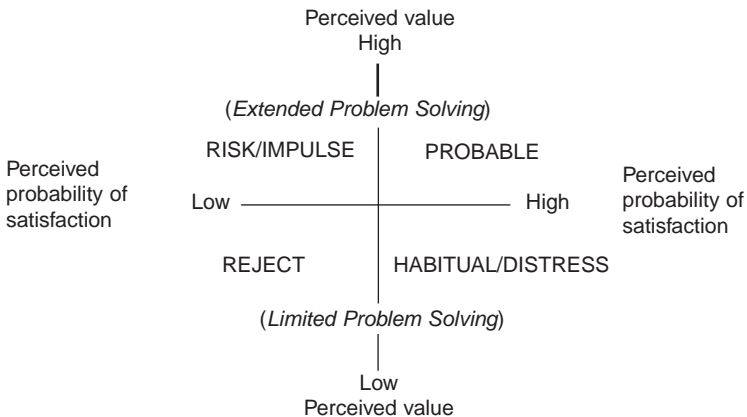 Perceived value
High
(Extended Problem Solving)
RISK/IMPULSE PROBABLE
Perceived
probability of
satisfaction
Low High
Perceived
probability of
satisfaction
REJECT HABITUAL/DISTRESS
(Limited Problem Solving)
Low
Perceived value